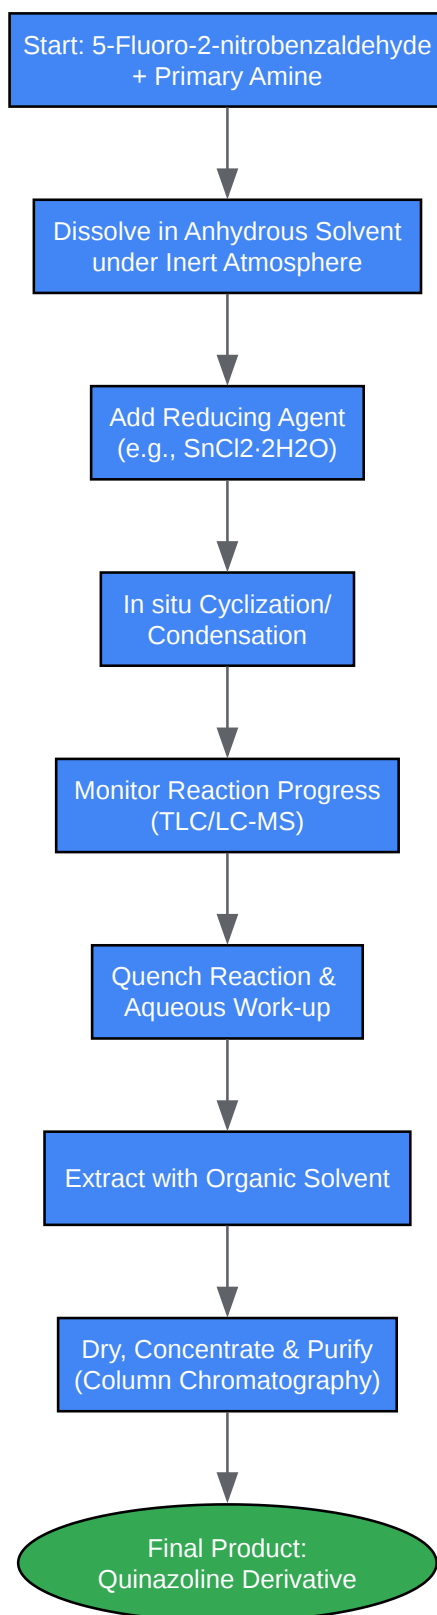 Start: 5-Fluoro-2-nitrobenzaldehyde
+ Primary Amine
Dissolve in Anhydrous Solvent
under Inert Atmosphere
Add Reducing Agent
(e.g., SnCl2·2H2O)
In situ Cyclization/
Condensation
Monitor Reaction Progress
(TLC/LC-MS)
Quench Reaction &
Aqueous Work-up
Extract with Organic Solvent
Dry, Concentrate & Purify
(Column Chromatography)
Final Product:
Quinazoline Derivative